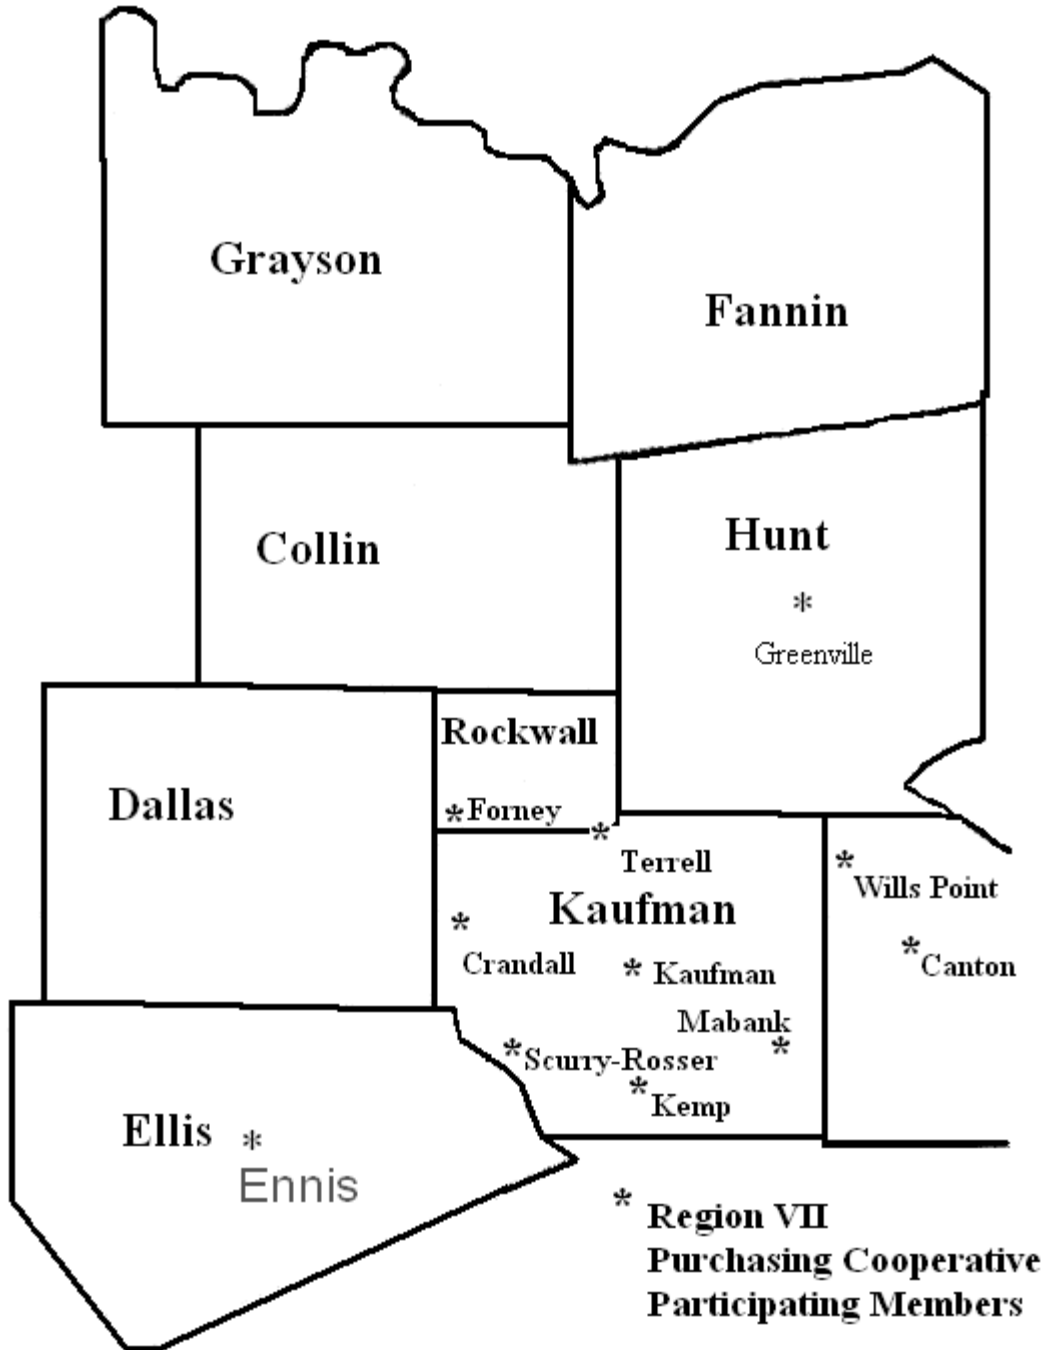 Grayson
Fannin
Collin
Hunt
*
Greenville
Rockwall
Dallas
* Forney
*
Terrell
* Wills Point
Kaufman
*
Crandall
* Kaufman
* Canton
Mabank
*
* Scurry-Rosser
* Kemp
Ellis *
Ennis
* Region VII
Purchasing Cooperative
Participating Members